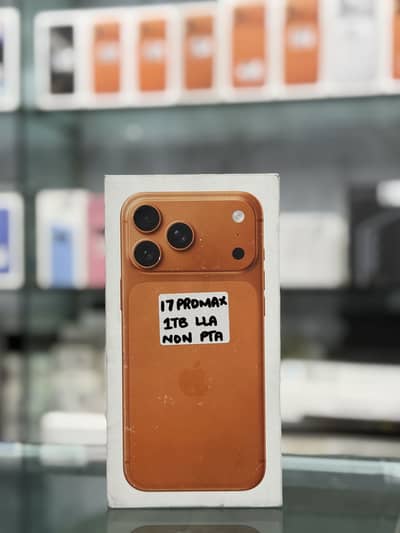 17 PROMAX
1TB LLA
NON PTA